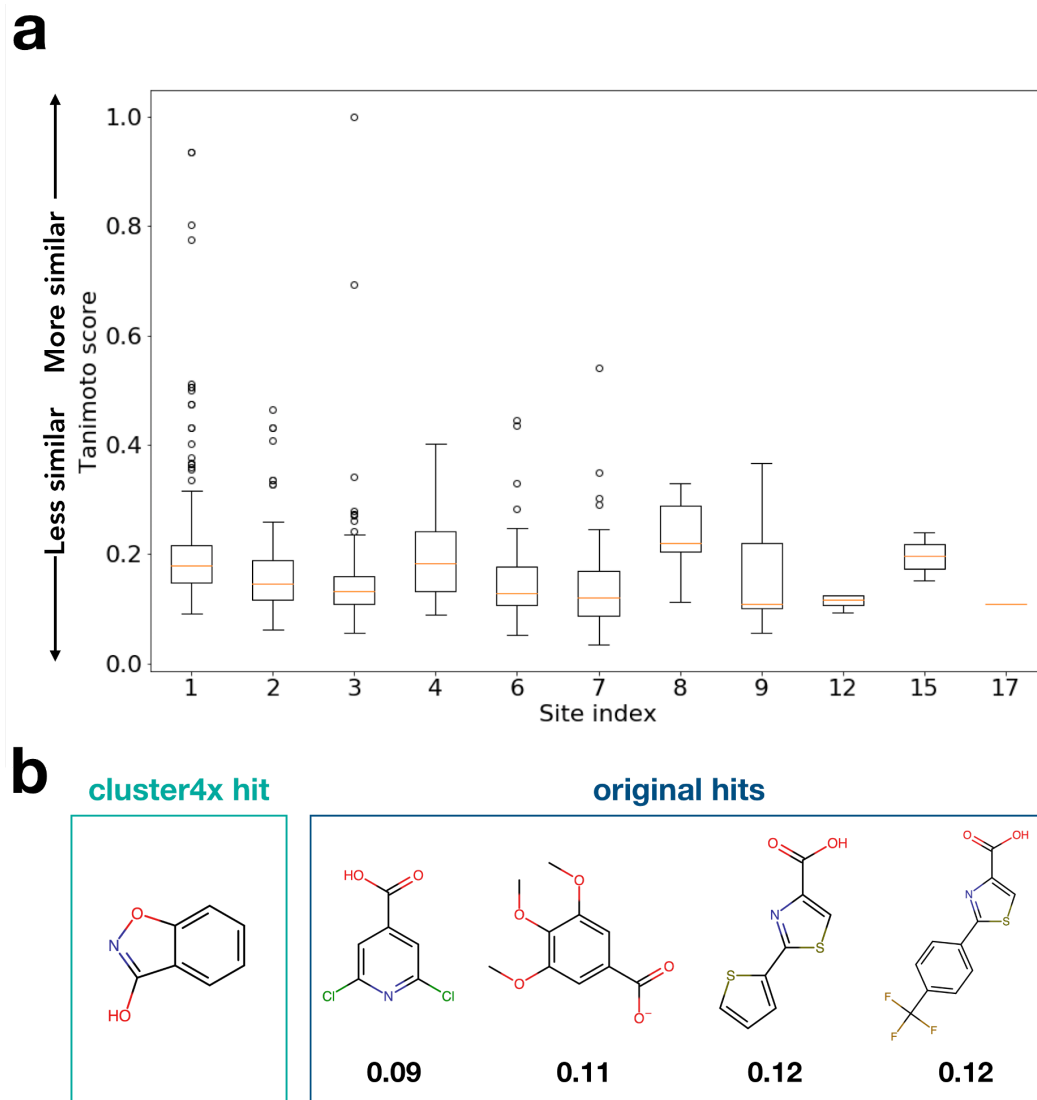 a
More similar
Less similar
Tanimoto score
1.0
0.8
0.6
0.4
0.2
0.0
1 2 3 4 6 7 8 9 12 15 17
Site index
b
cluster4x hit
original hits
O
N
HO
HO O
Cl N Cl
O
O
O
O
O⁻
O OH
N
S
S
O OH
N
S
F
F
F
0.09 0.11 0.12 0.12